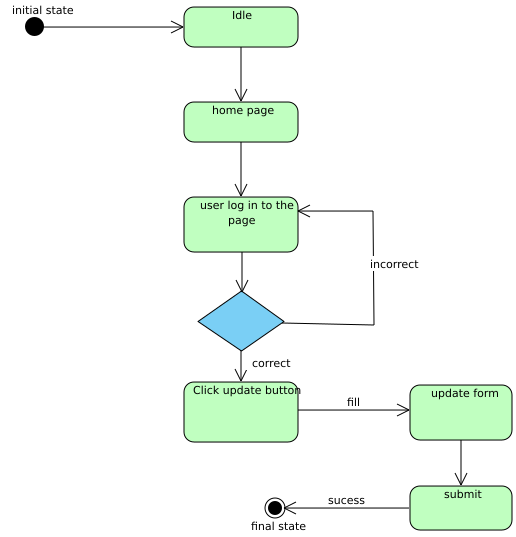 initial state
Idle
home page
user log in to the
page
incorrect
correct
Click update button
fill
update form
submit
sucess
final state